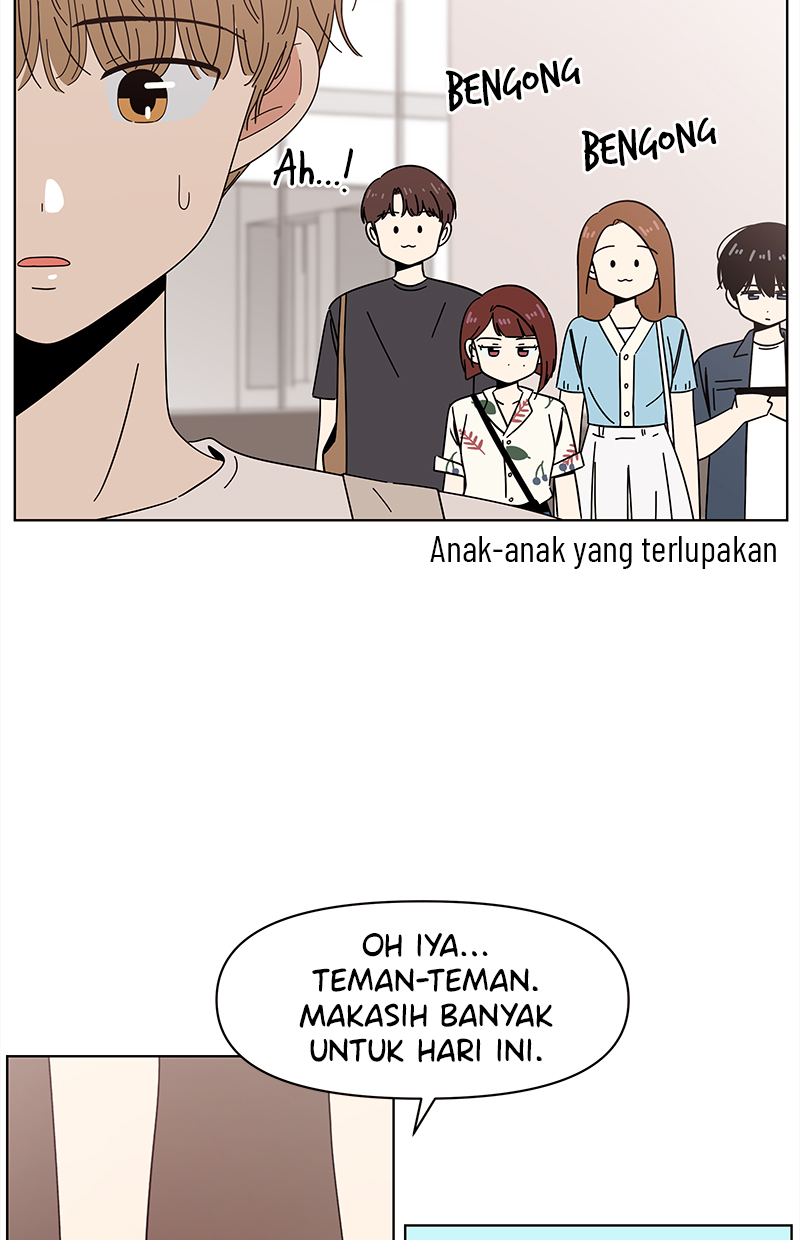 BENGONG
BENGONG
Ah...!
Anak-anak yang terlupakan
OH IYA...
TEMAN-TEMAN.
MAKASIH BANYAK
UNTUK HARI INI.